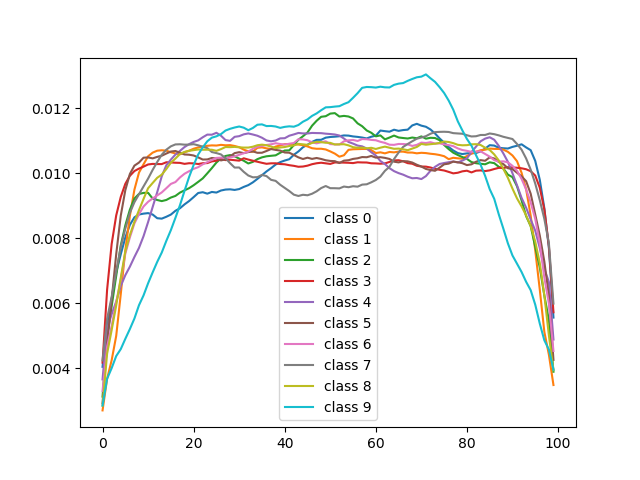 0.012
0.010
0.008
0.006
0.004
0
20
40
60
80
100
class 0
class 1
class 2
class 3
class 4
class 5
class 6
class 7
class 8
class 9